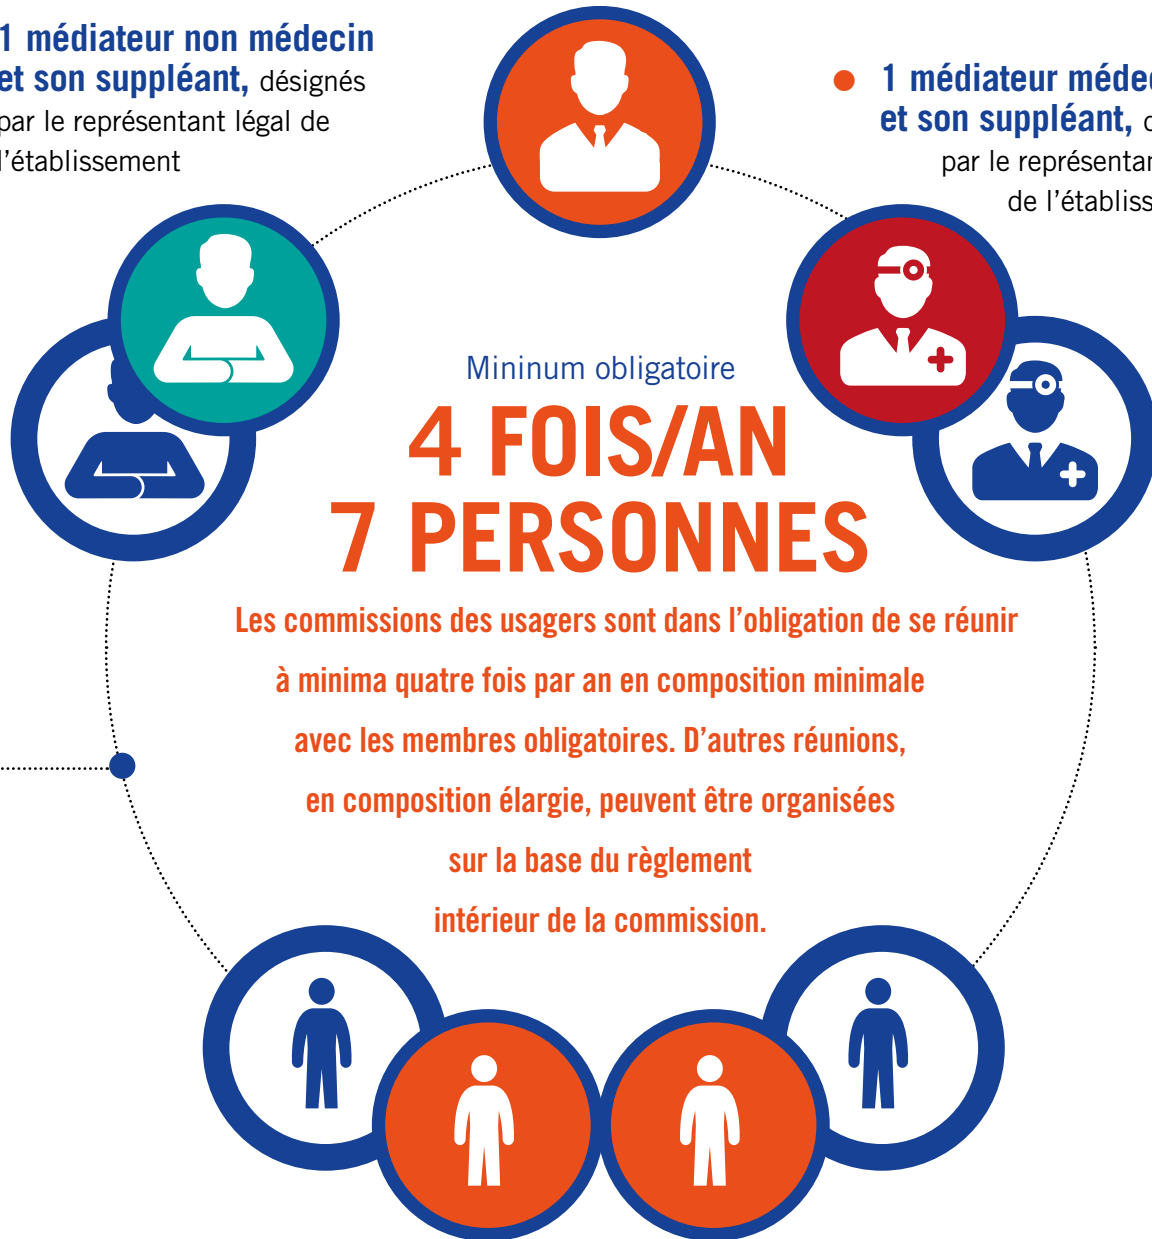 1 médiateur non médecin
et son suppléant, désignés
par le représentant légal de
l'établissement
1 médiateur
et son suppléant,
par le
de
Mininum obligatoire
4 FOIS/AN
7 PERSONNES
Les commissions des usagers sont dans l'obligation de se réunir
à minima quatre fois par an en composition minimale
avec les membres obligatoires. D'autres réunions,
en composition élargie, peuvent être organisées
sur la base du règlement
intérieur de la commission.